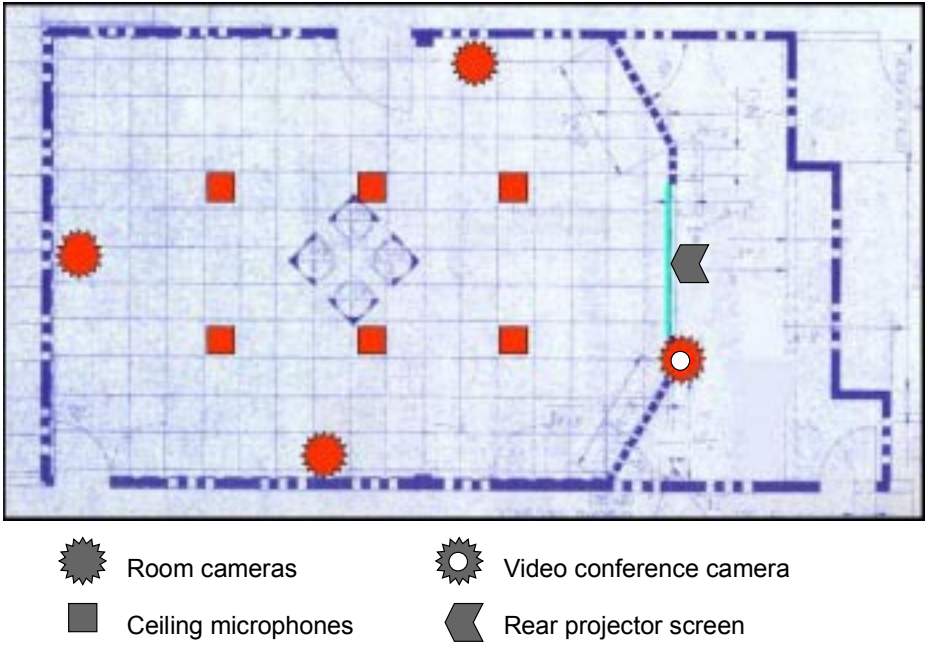 Room cameras
Video conference camera
Ceiling microphones
Rear projector screen